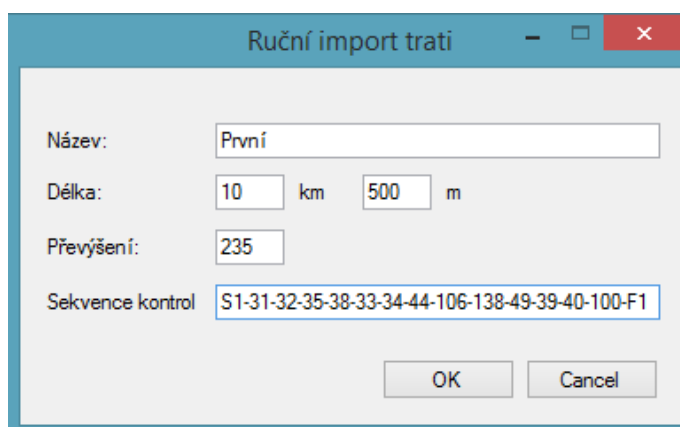 Ruční import trati
Název: První
Délka: 10 km 500 m
Převýšení: 235
Sekvence kontrol S1-31-32-35-38-33-34-44-106-138-49-39-40-100-F1
OK Cancel